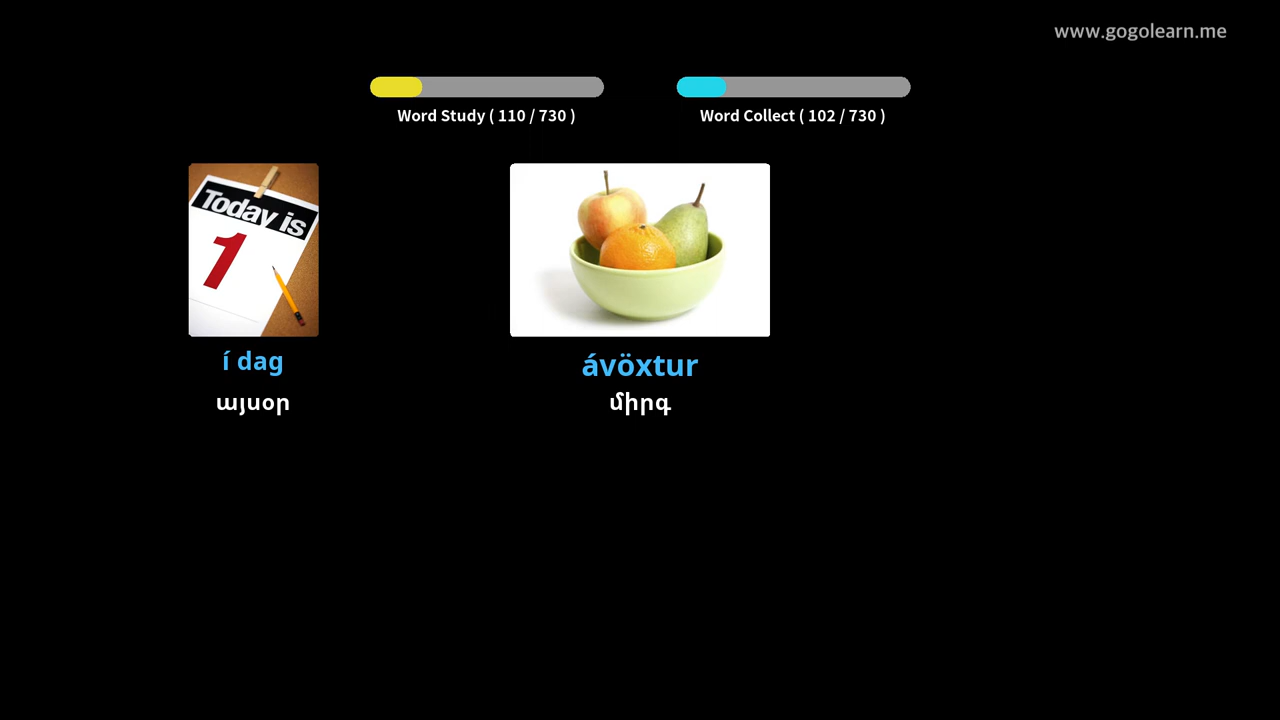 www.gogolearn.me
Word Study ( 110 / 730 )
Word Collect ( 102 / 730 )
Today is
1
í dag
այսօր
ávöxtur
միրգ